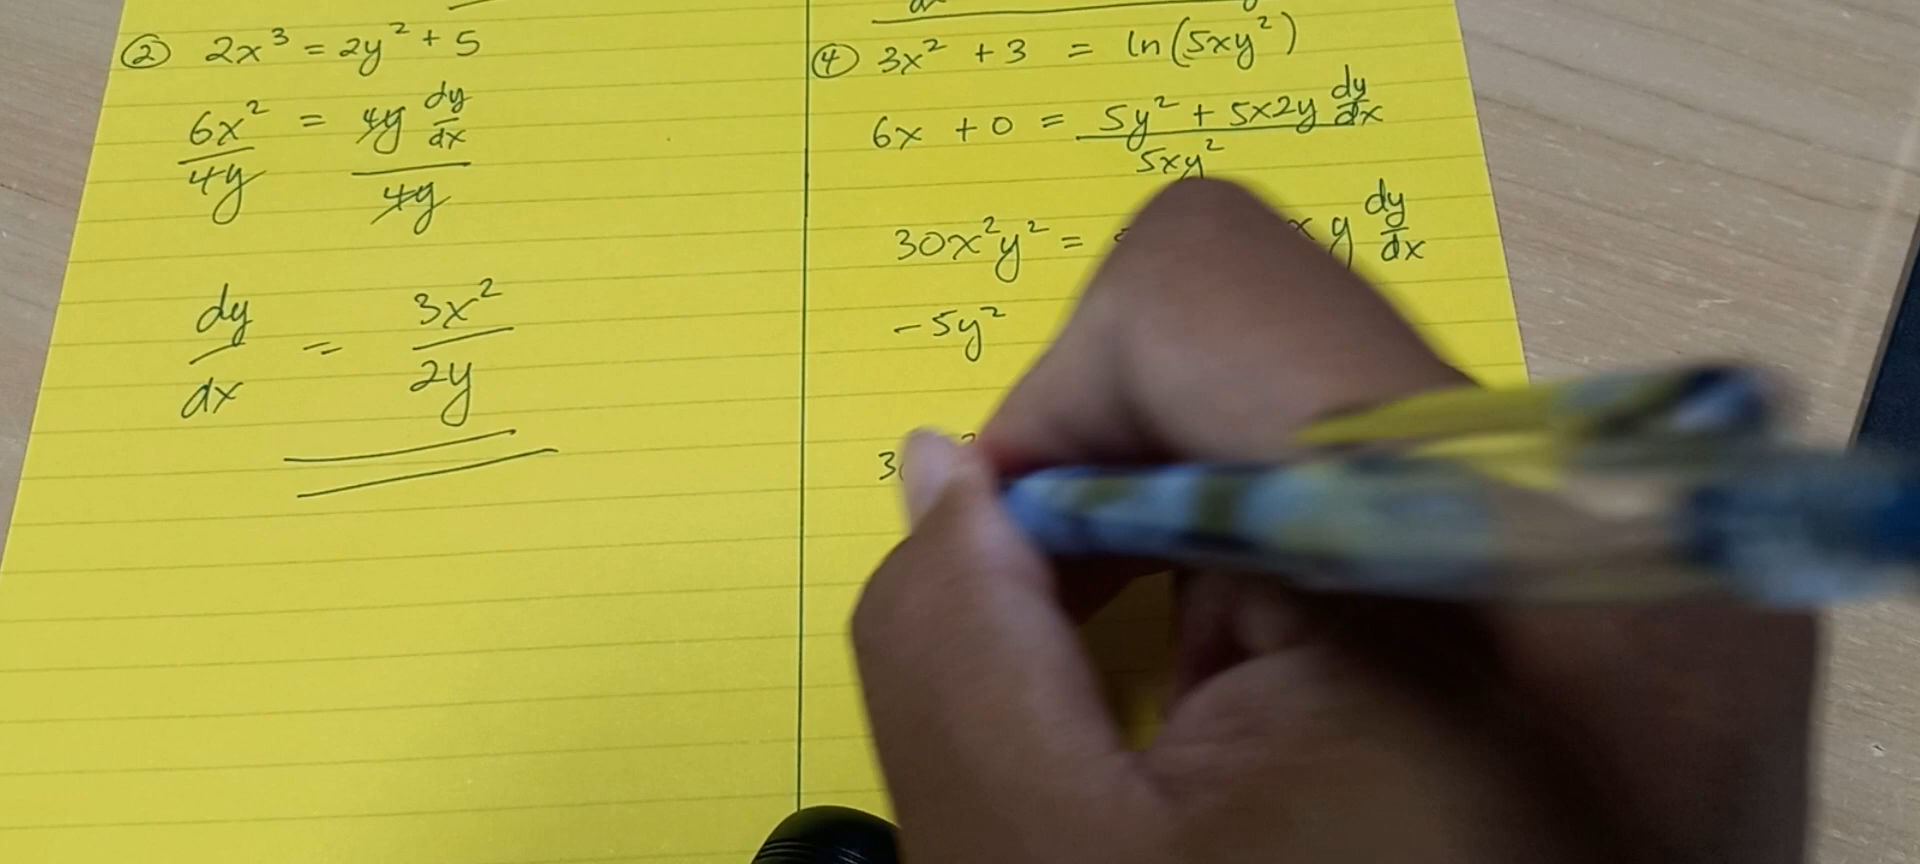 ② 2x³ = 2y² + 5
6x² = 4y dy/dx
4y 4y
dy/dx = 3x²/2y
④ 3x² + 3 = ln(5xy²)
6x + 0 = 5y² + 5x2y dy/dx
5xy²
30x²y² = y dy/dx
-5y²